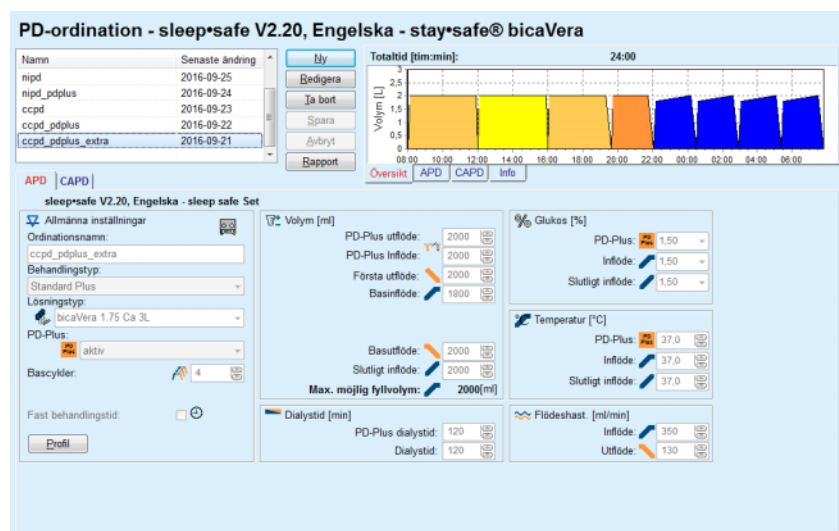 PD-ordination - sleep•safe V2.20, Engelska - stay•safe® bicaVera
Namn Senaste ändring
nipd 2016-09-25
nipd_pdplus 2016-09-24
ccpd 2016-09-23
ccpd_pdplus 2016-09-22
ccpd_pdplus_extra 2016-09-21
Ny
Redigera
Ta bort
Spara
Avbryt
Rapport
Totaltid [tim:min]: 24:00
Volym [L]
3
2,5
2
1,5
1
0,5
0
08:00 10:00 12:00 14:00 16:00 18:00 20:00 22:00 00:00 02:00 04:00 06:00
Översikt APD CAPD Info
APD CAPD
sleep•safe V2.20, Engelska - sleep safe Set
Allmänna inställningar
Ordinationsnamn:
ccpd_pdplus_extra
Behandlingstyp:
Standard Plus
Lösningstyp:
bicaVera 1.75 Ca 3L
PD-Plus:
PD Plus aktiv
Bascykler: 4
Fast behandlingstid:
Profil
Volym [ml]
PD-Plus utflöde: 2000
PD-Plus Inflöde: 2000
Första utflöde: 2000
Basinflöde: 1800
Basutflöde: 2000
Slutligt inflöde: 2000
Max. möjlig fyllvolym: 2000[ml]
Dialystid [min]
PD-Plus dialystid: 120
Dialystid: 120
Glukos [%]
PD-Plus: PD Plus 1,50
Inflöde: 1,50
Slutligt inflöde: 1,50
Temperatur [°C]
PD-Plus: PD Plus 37,0
Inflöde: 37,0
Slutligt inflöde: 37,0
Flödeshast. [ml/min]
Inflöde: 350
Utflöde: 130